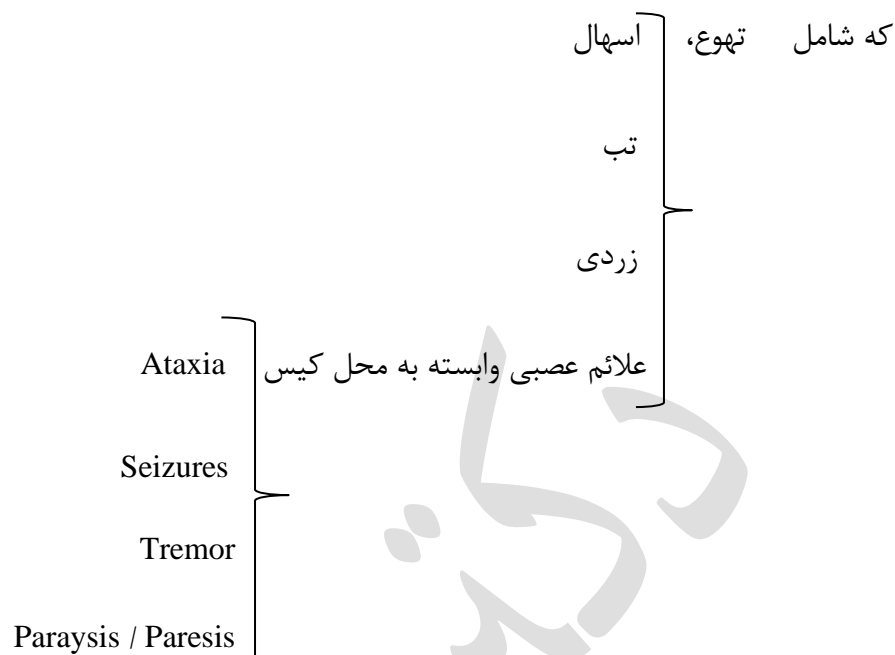 که شامل تهوع، اسهال
تب
زردی
علائم عصبی وابسته به محل کیس Ataxia
Seizures
Tremor
Paraysis / Paresis